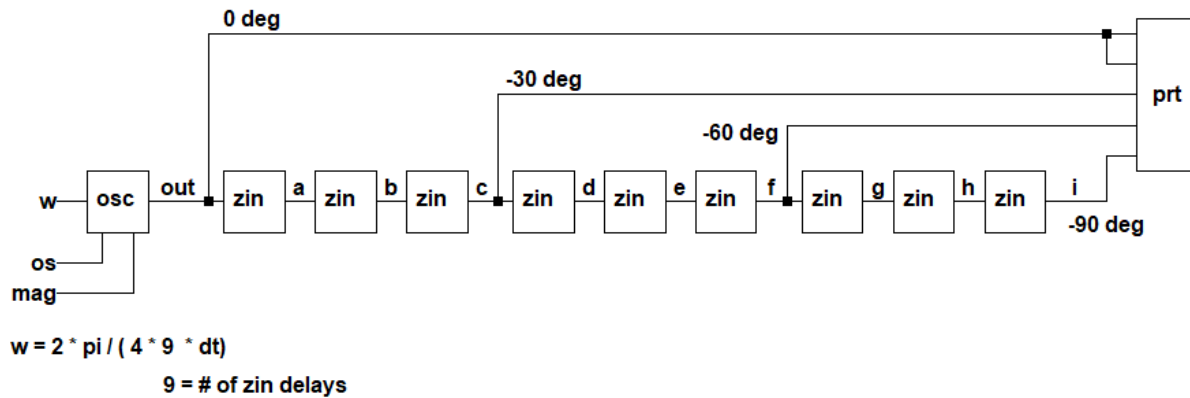 0 deg
-30 deg
prt
-60 deg
w
osc
out
zin
a
zin
b
zin
c
zin
d
zin
e
zin
f
zin
g
zin
h
zin
i
-90 deg
os
mag
w = 2 * pi / ( 4 * 9 * dt)
9 = # of zin delays